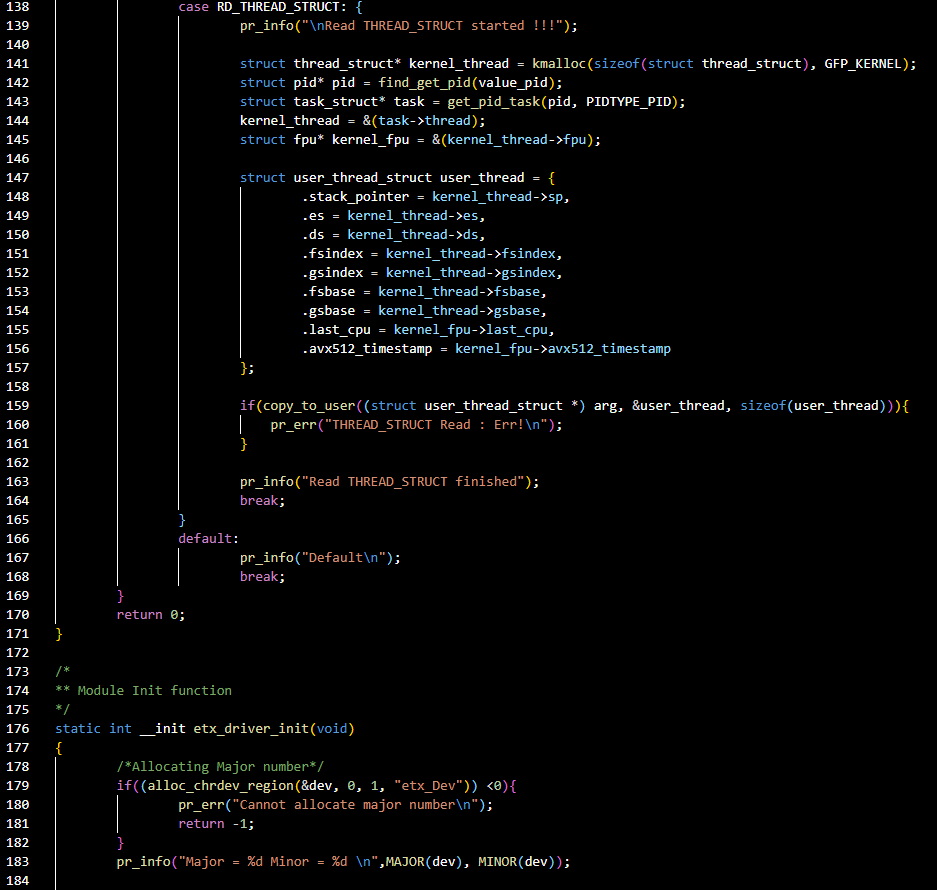 138 case RD_THREAD_STRUCT: {
139 pr_info("\nRead THREAD_STRUCT started !!!");
140
141 struct thread_struct* kernel_thread = kmalloc(sizeof(struct thread_struct), GFP_KERNEL);
142 struct pid* pid = find_get_pid(value_pid);
143 struct task_struct* task = get_pid_task(pid, PIDTYPE_PID);
144 kernel_thread = &(task->thread);
145 struct fpu* kernel_fpu = &(kernel_thread->fpu);
146
147 struct user_thread_struct user_thread = {
148 .stack_pointer = kernel_thread->sp,
149 .es = kernel_thread->es,
150 .ds = kernel_thread->ds,
151 .fsindex = kernel_thread->fsindex,
152 .gsindex = kernel_thread->gsindex,
153 .fsbase = kernel_thread->fsbase,
154 .gsbase = kernel_thread->gsbase,
155 .last_cpu = kernel_fpu->last_cpu,
156 .avx512_timestamp = kernel_fpu->avx512_timestamp
157 };
158
159 if(copy_to_user((struct user_thread_struct *) arg, &user_thread, sizeof(user_thread))){
160 pr_err("THREAD_STRUCT Read : Err!\n");
161 }
162
163 pr_info("Read THREAD_STRUCT finished");
164 break;
165 }
166 default:
167 pr_info("Default\n");
168 break;
169 }
170 return 0;
171 }
172
173 /*
174 ** Module Init function
175 */
176 static int __init etx_driver_init(void)
177 {
178 /*Allocating Major number*/
179 if((alloc_chrdev_region(&dev, 0, 1, "etx_Dev")) <0){
180 pr_err("Cannot allocate major number\n");
181 return -1;
182 }
183 pr_info("Major = %d Minor = %d \n",MAJOR(dev), MINOR(dev));
184